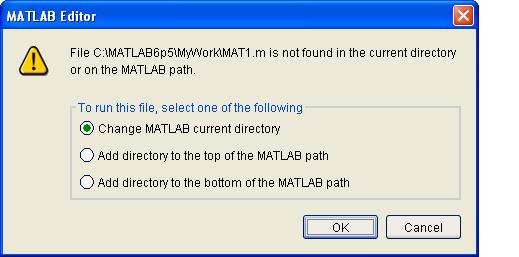 MATLAB Editor
File C:\MATLAB6p5\MyWork\MAT1.m is not found in the current directory
or on the MATLAB path.
To run this file, select one of the following
Change MATLAB current directory
Add directory to the top of the MATLAB path
Add directory to the bottom of the MATLAB path
OK Cancel